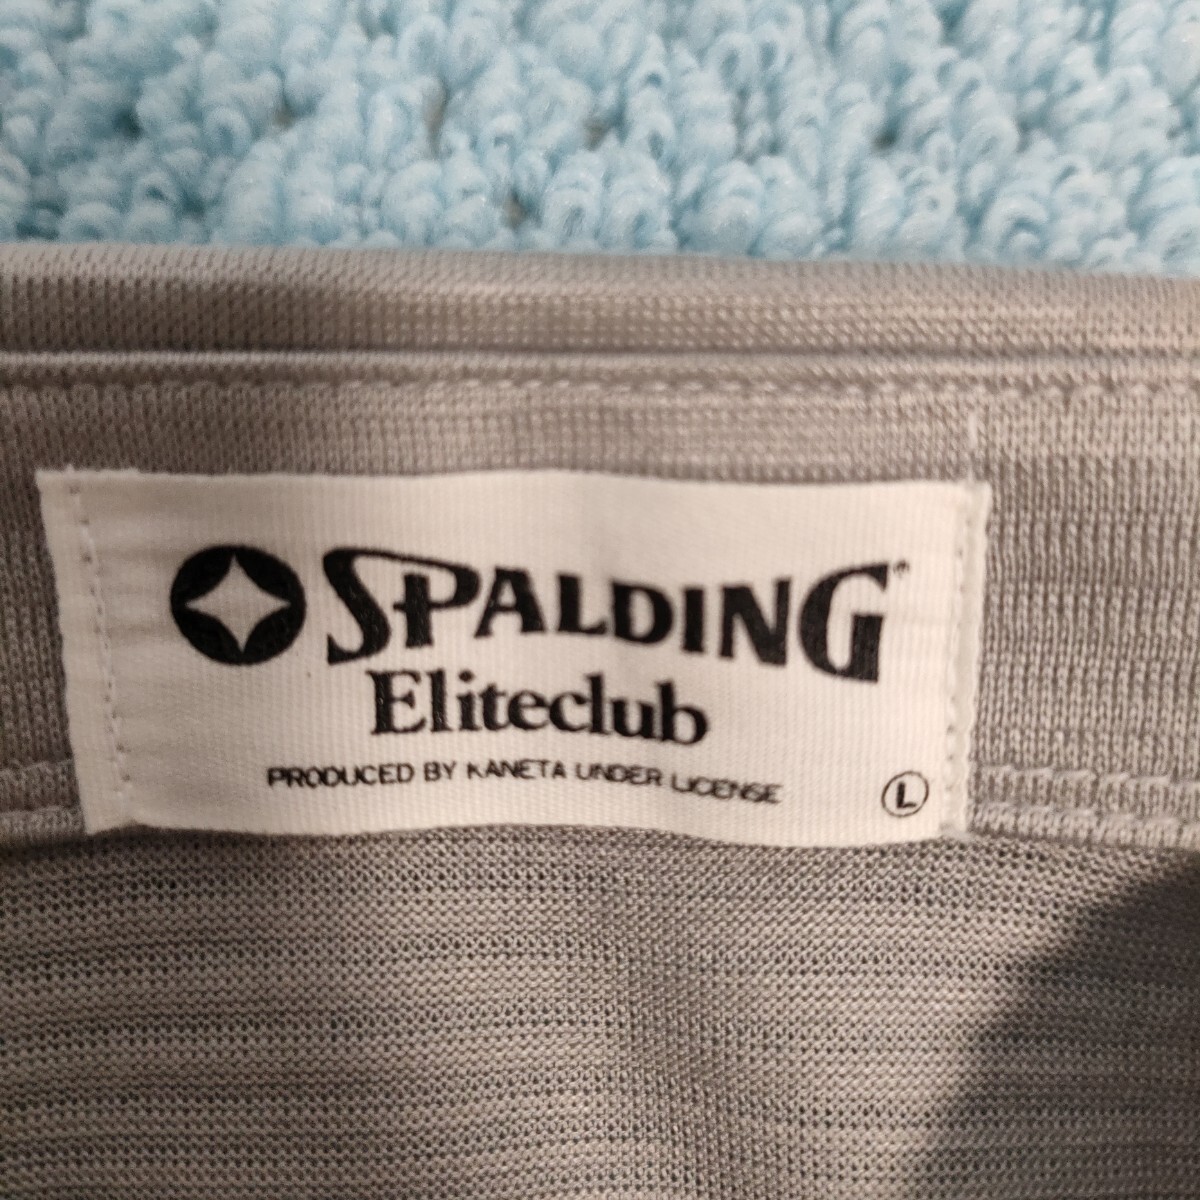 SPALDING
Eliteclub
PRODUCED BY KANETA UNDER LICENSE
L